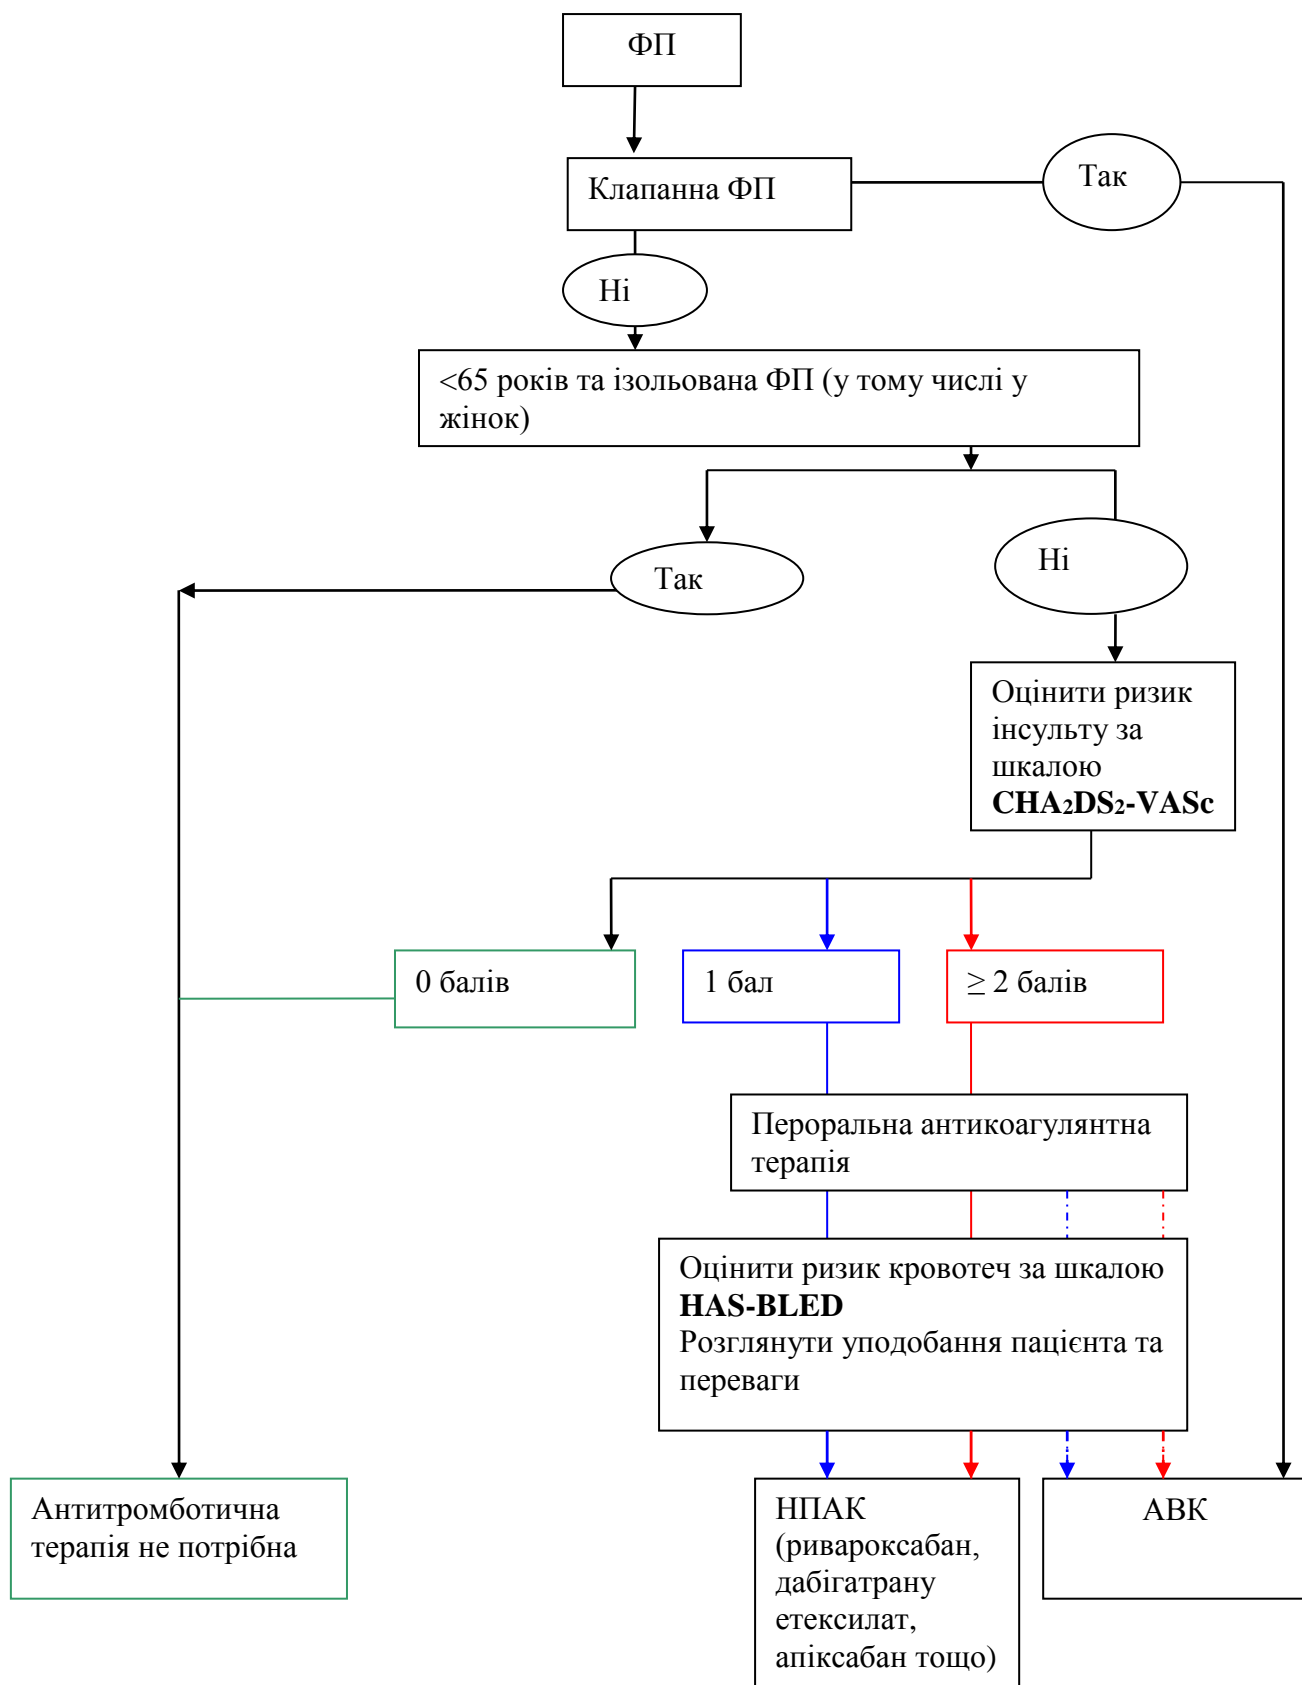 ФП
Клапанна ФП
Так
Ні
<65 років та ізольована ФП (у тому числі у
жінок)
Так
Ні
Оцінити ризик
інсульту за
шкалою
CHA₂DS₂-VASc
0 балів
1 бал
≥ 2 балів
Пероральна антикоагулянтна
терапія
Оцінити ризик кровотеч за шкалою
HAS-BLED
Розглянути уподобання пацієнта та
переваги
Антитромботична
терапія не потрібна
НПАК
(ривароксабан,
дабігатрану
етексилат,
апіксабан тощо)
АВК